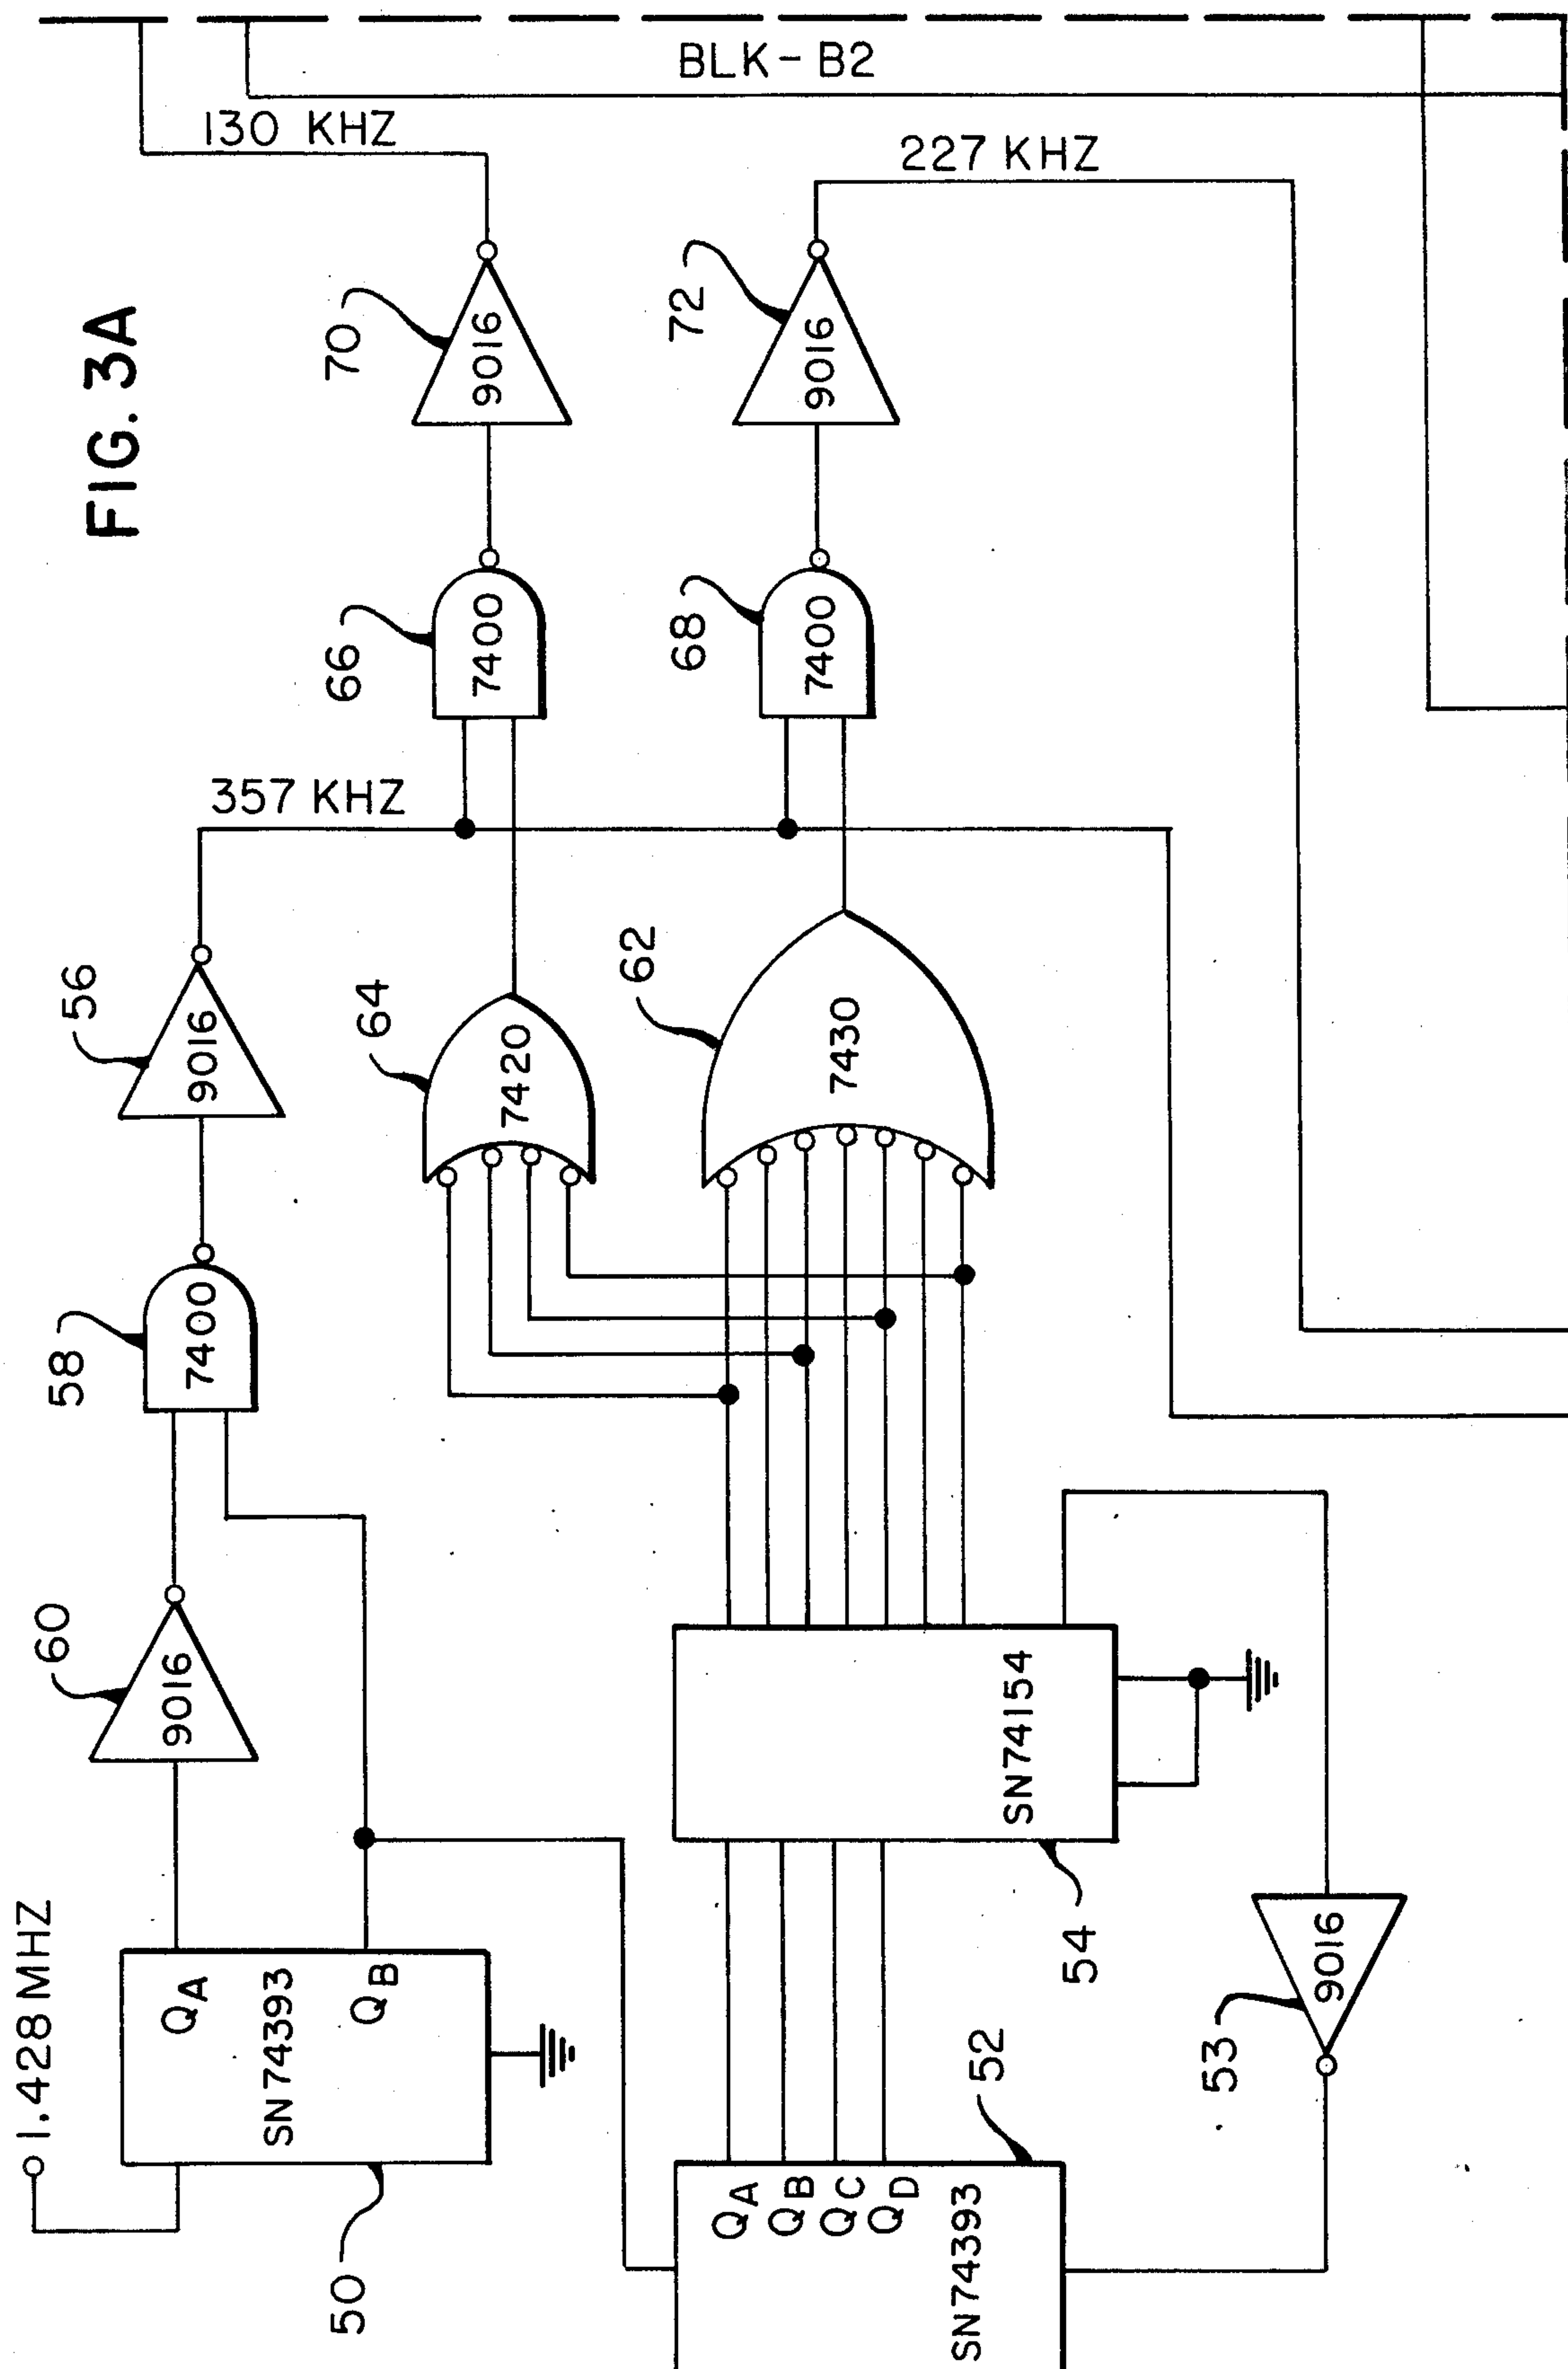 FIG. 3A
BLK-B2
130 KHZ
227 KHZ
70
9016
72
9016
66
7400
68
7400
357 KHZ
56
9016
64
7420
62
7430
58
7400
60
9016
1.428 MHZ
QA
SN74393
QB
50
SN74154
54
QA
QB
QC
QD
SN74393
52
53
9016